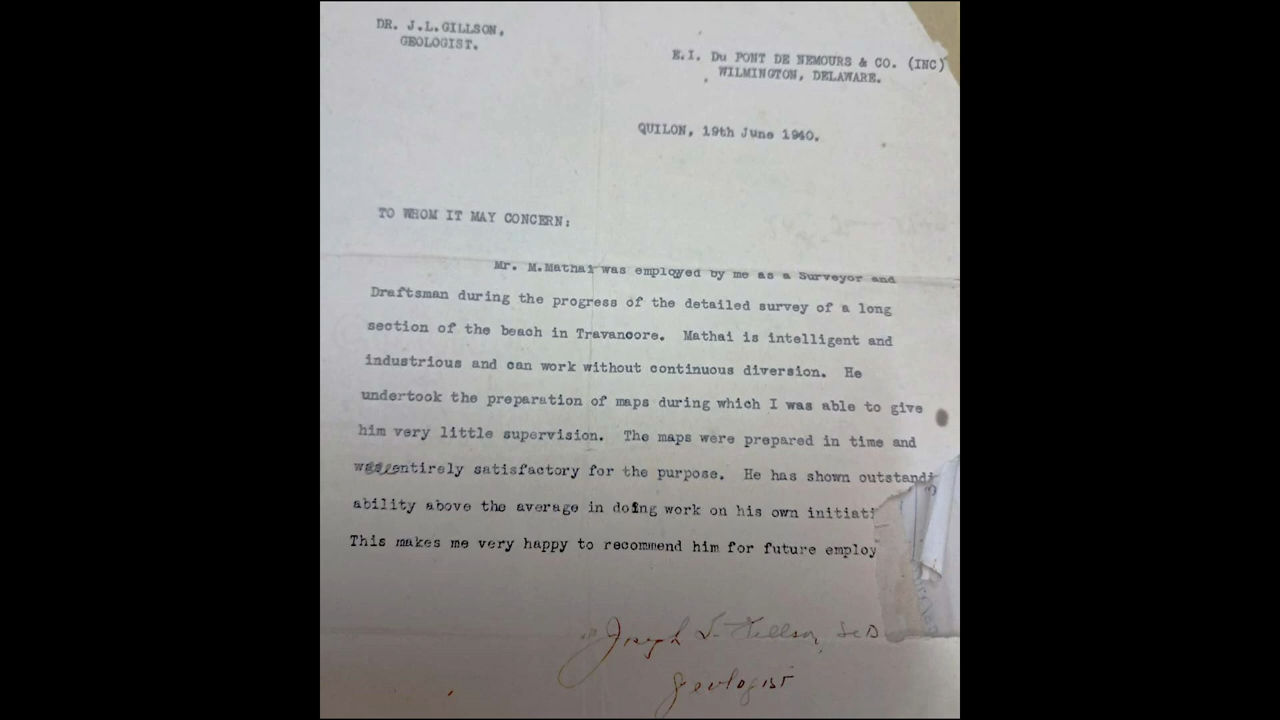 DR. J.L.GILLSON,
GEOLOGIST.
E.I. Du PONT DE NEMOURS & CO. (INC)
WILMINGTON, DELAWARE.
QUILON, 19th June 1940.
TO WHOM IT MAY CONCERN:
Mr. M.Mathai was employed by me as a Surveyor and
Draftsman during the progress of the detailed survey of a long
section of the beach in Travancore. Mathai is intelligent and
industrious and can work without continuous diversion. He
undertook the preparation of maps during which I was able to give
him very little supervision. The maps were prepared in time and
was entirely satisfactory for the purpose. He has shown outstandi
ability above the average in doing work on his own initiati
This makes me very happy to recommend him for future employ
Joseph L. Gillson, Sc D
Geologist